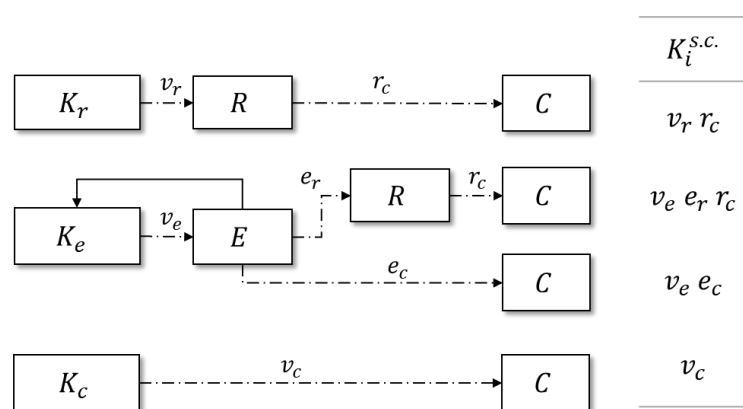 K_i^{s.c.}
K_r v_r R r_c C v_r r_c
e_r R r_c C v_e e_r r_c
K_e v_e E
e_c C v_e e_c
K_c v_c C v_c